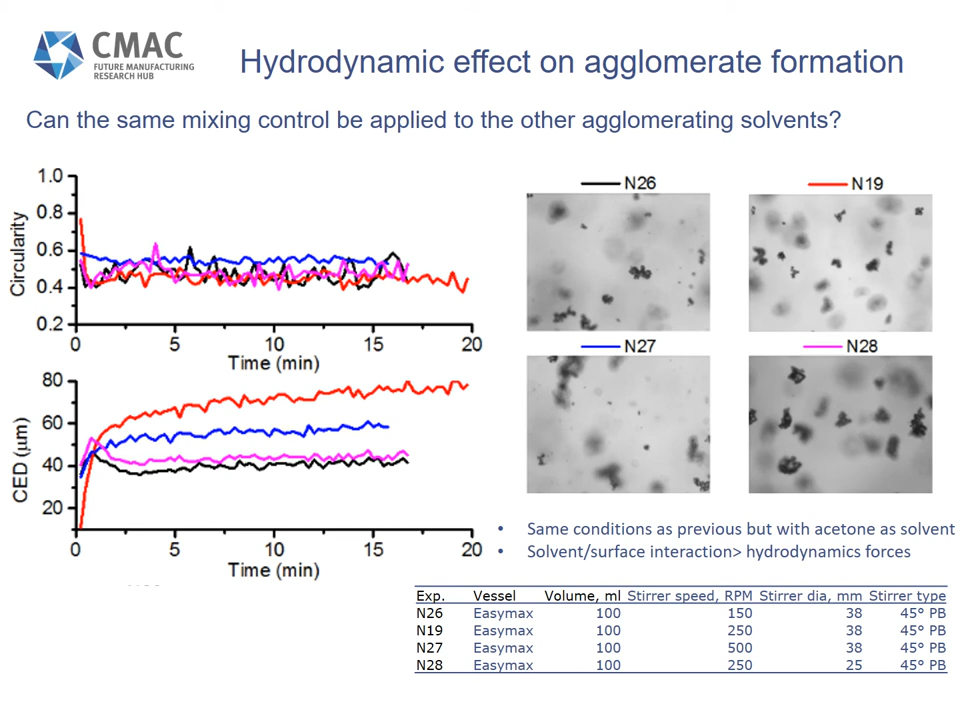 CMAC
FUTURE MANUFACTURING
RESEARCH HUB
Hydrodynamic effect on agglomerate formation
Can the same mixing control be applied to the other agglomerating solvents?
1.0
0.8
0.6
0.4
0.2
Circularity
0 5 10 15 20
Time (min)
80
60
40
20
CED (μm)
0 5 10 15 20
Time (min)
N26
N19
N27
N28
• Same conditions as previous but with acetone as solvent
• Solvent/surface interaction> hydrodynamics forces
Exp. Vessel Volume, ml Stirrer speed, RPM Stirrer dia, mm Stirrer type
N26 Easymax 100 150 38 45° PB
N19 Easymax 100 250 38 45° PB
N27 Easymax 100 500 38 45° PB
N28 Easymax 100 250 25 45° PB